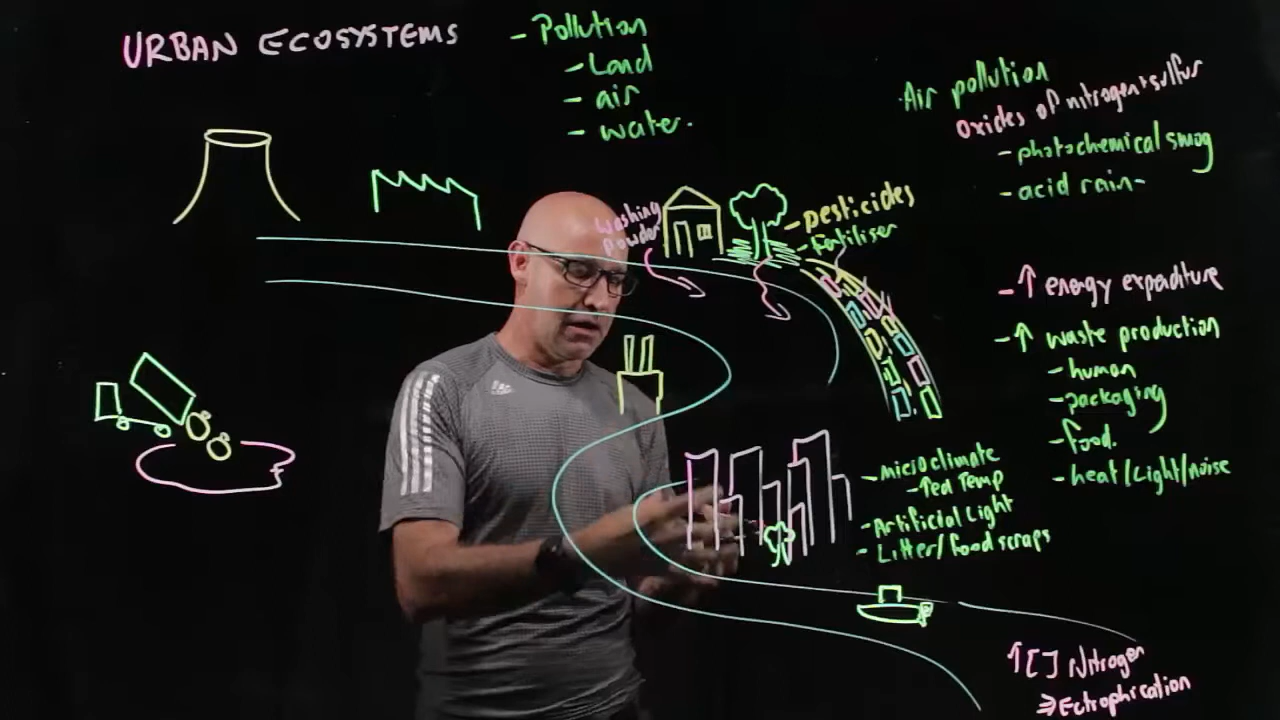 URBAN ECOSYSTEMS
- Pollution
- Land
- air
- water.
Air pollution
oxides of nitrogen + sulfur
- photochemical smog
- acid rain-
washing
powder
- pesticides
- Fertiliser
- ↑ energy expenditure
- ↑ waste production
- human
- packaging
- food.
- heat/Light/noise
- microclimate
- ↑ed Temp
- Artificial Light
- Litter/food scraps
↑ [ ] Nitrogen
⇒ Ectrophication